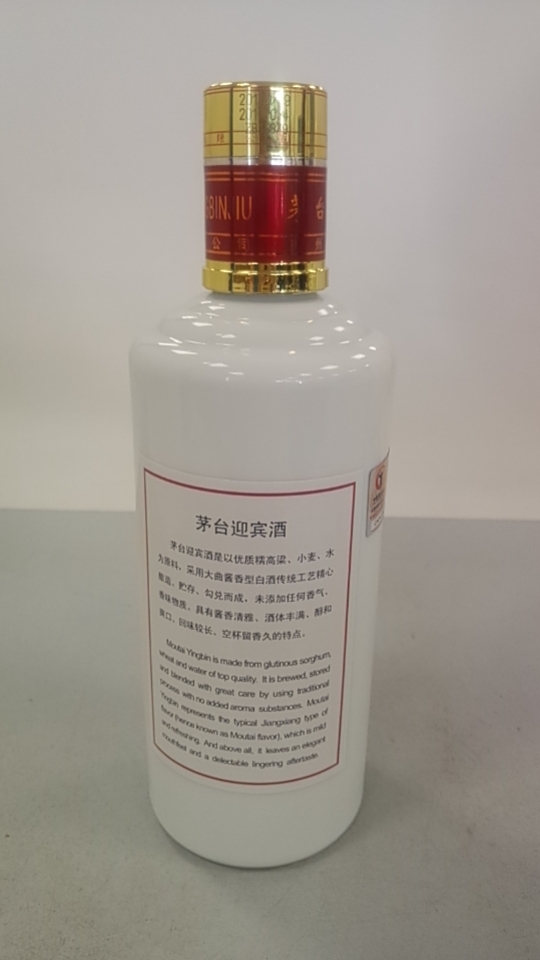 GBINJIU 茅台
公司
茅台迎宾酒
茅台迎宾酒是以优质糯高粱、小麦、水
为原料，采用大曲酱香型白酒传统工艺精心
酿造、贮存、勾兑而成，未添加任何香气、
香味物质，具有酱香清雅、酒体丰满、醇和
爽口、回味较长、空杯留香久的特点。
Moutai Yingbin is made from glutinous sorghum,
wheat and water of top quality. It is brewed, stored
and blended with great care by using traditional
process with no added aroma substances. Moutai
Yingbin represents the typical Jiangxiang type of
flavor (hence known as Moutai flavor), which is mild
and refreshing. And above all, it leaves an elegant
mouthfeel and a delectable lingering aftertaste.